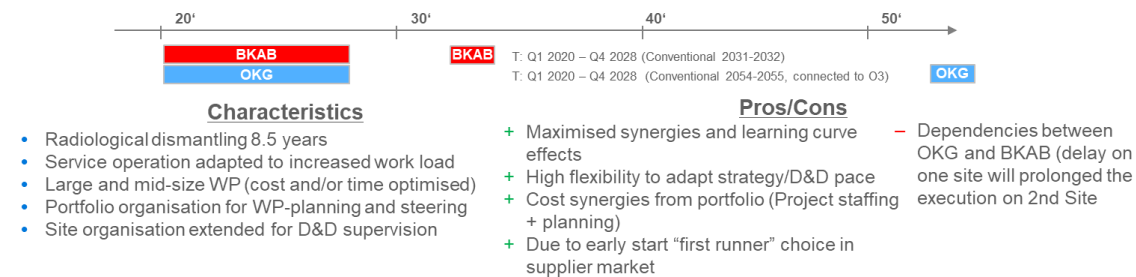 20‘
30‘
40‘
50‘
BKAB
BKAB
T: Q1 2020 – Q4 2028 (Conventional 2031-2032)
OKG
T: Q1 2020 – Q4 2028 (Conventional 2054-2055, connected to O3)
OKG
Characteristics
• Radiological dismantling 8.5 years
• Service operation adapted to increased work load
• Large and mid-size WP (cost and/or time optimised)
• Portfolio organisation for WP-planning and steering
• Site organisation extended for D&D supervision
Pros/Cons
+ Maximised synergies and learning curve
effects
+ High flexibility to adapt strategy/D&D pace
+ Cost synergies from portfolio (Project staffing
+ planning)
+ Due to early start “first runner” choice in
supplier market
– Dependencies between
OKG and BKAB (delay on
one site will prolonged the
execution on 2nd Site